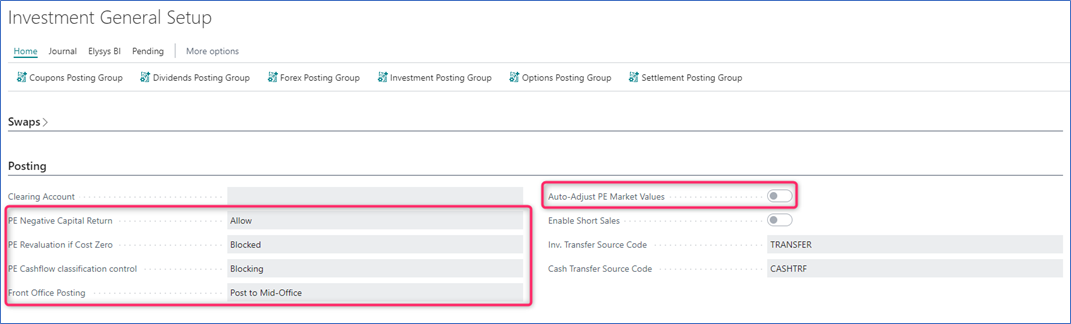 Investment General Setup
Home Journal Elysys BI Pending More options
Coupons Posting Group Dividends Posting Group Forex Posting Group Investment Posting Group Options Posting Group Settlement Posting Group
Swaps
Posting
Clearing Account Auto-Adjust PE Market Values
PE Negative Capital Return Allow Enable Short Sales
PE Revaluation if Cost Zero Blocked Inv. Transfer Source Code TRANSFER
PE Cashflow classification control Blocking Cash Transfer Source Code CASHTRF
Front Office Posting Post to Mid-Office